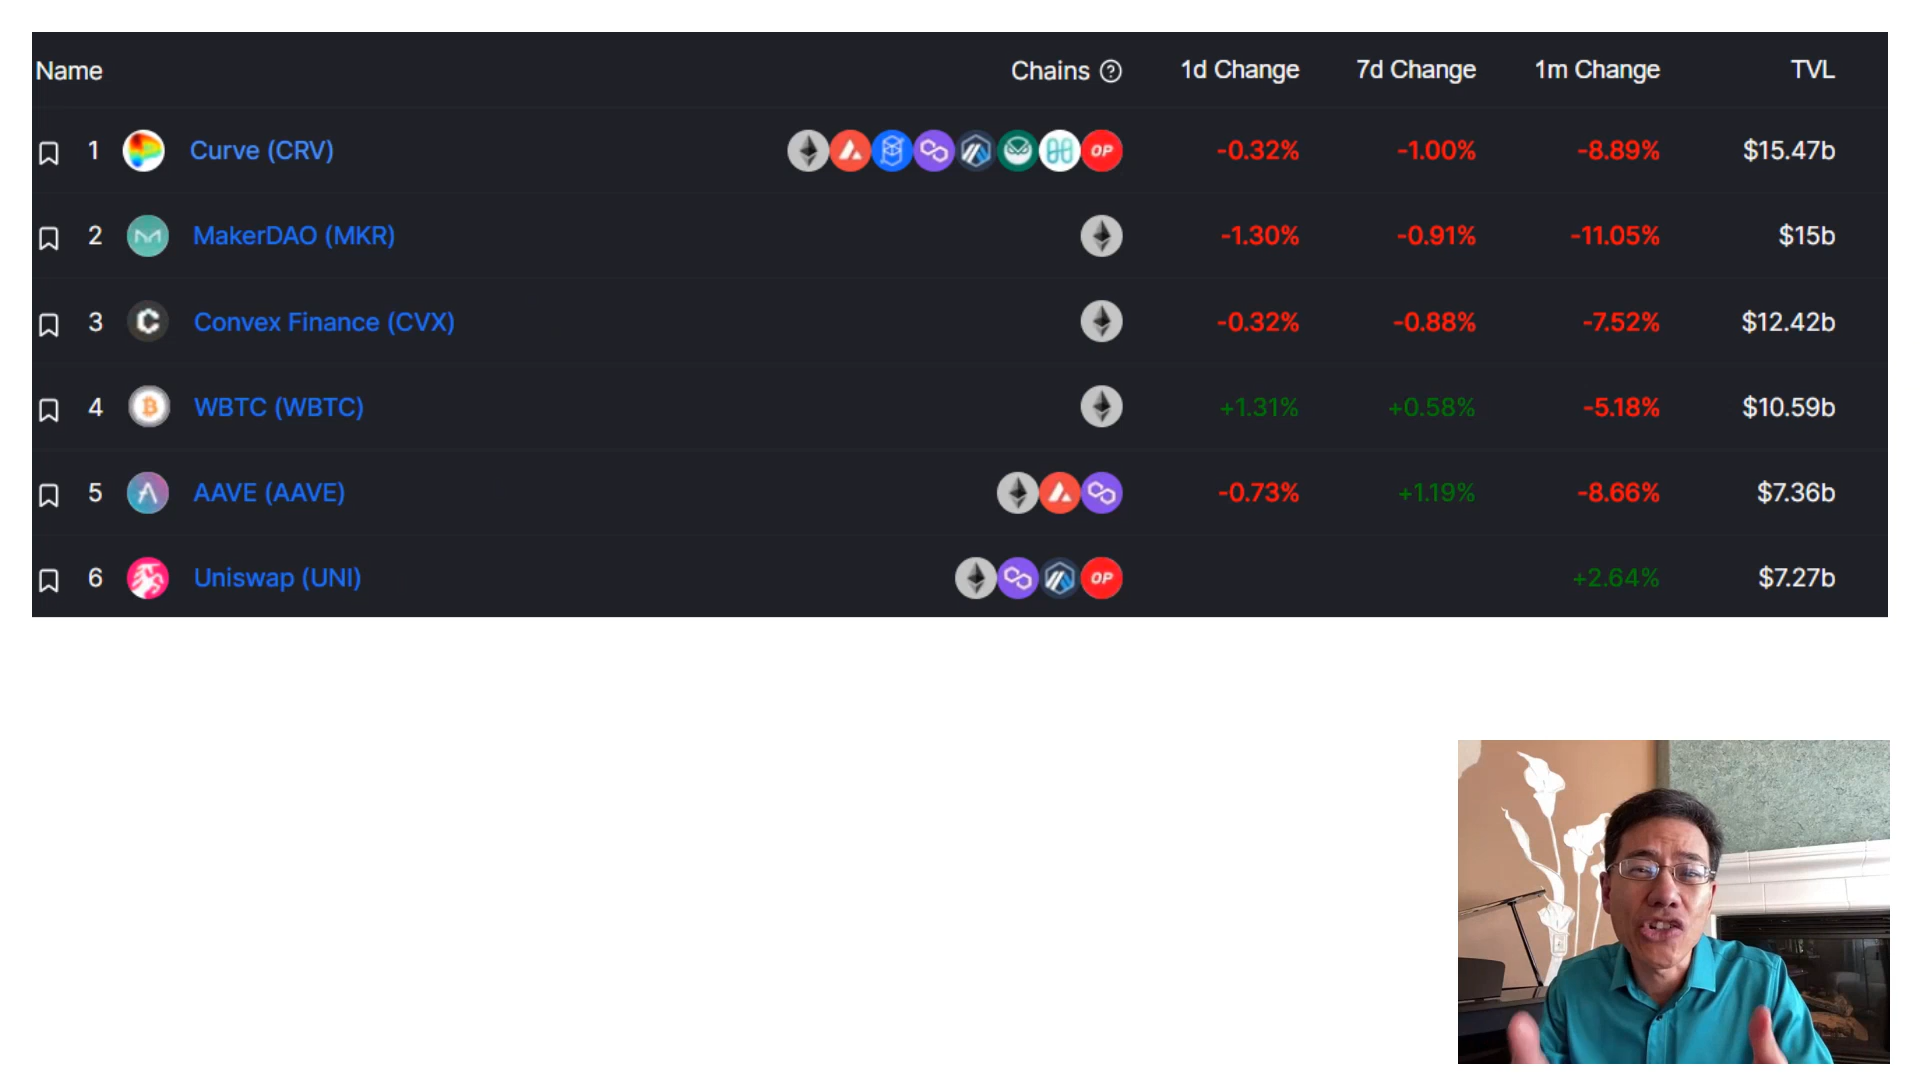 Name Chains ? 1d Change 7d Change 1m Change TVL
1 Curve (CRV) OP -0.32% -1.00% -8.89% $15.47b
2 MakerDAO (MKR) -1.30% -0.91% -11.05% $15b
3 Convex Finance (CVX) -0.32% -0.88% -7.52% $12.42b
4 WBTC (WBTC) +1.31% +0.58% -5.18% $10.59b
5 AAVE (AAVE) -0.73% +1.19% -8.66% $7.36b
6 Uniswap (UNI) OP +2.64% $7.27b